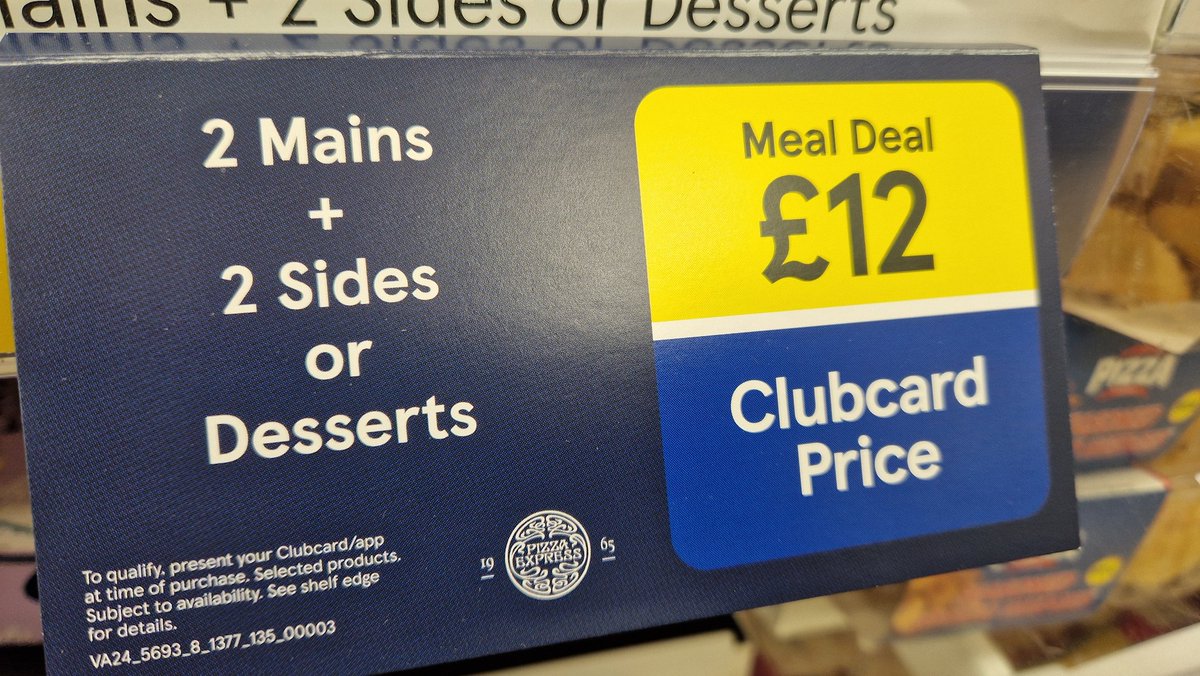 ains + 2 Sides or Desserts
2 Mains
+
2 Sides
or
Desserts
Meal Deal
£12
Clubcard
Price
To qualify, present your Clubcard/app
at time of purchase. Selected products.
Subject to availability. See shelf edge
for details.
VA24_5693_8_1377_135_00003
19 PIZZA EXPRESS 65
PIZZA